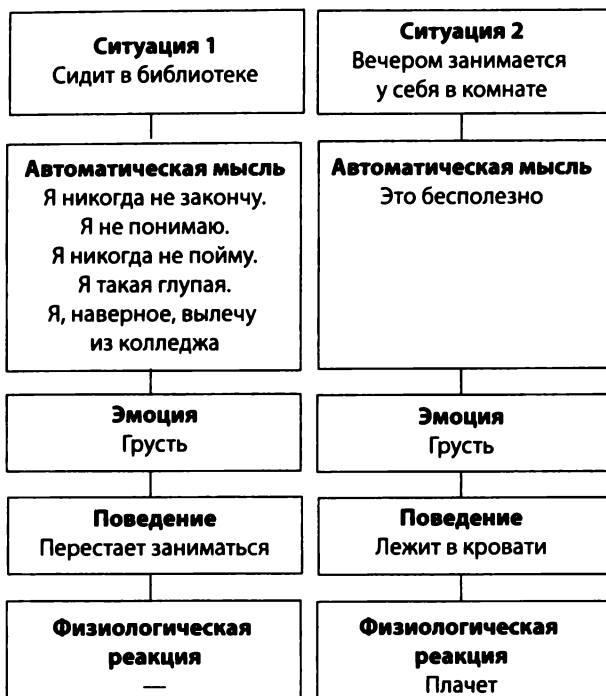 Ситуация 1
Сидит в библиотеке
Автоматическая мысль
Я никогда не закончу.
Я не понимаю.
Я никогда не пойму.
Я такая глупая.
Я, наверное, вылечу
из колледжа
Эмоция
Грусть
Поведение
Перестает заниматься
Физиологическая
реакция
—
Ситуация 2
Вечером занимается
у себя в комнате
Автоматическая мысль
Это бесполезно
Эмоция
Грусть
Поведение
Лежит в кровати
Физиологическая
реакция
Плачет